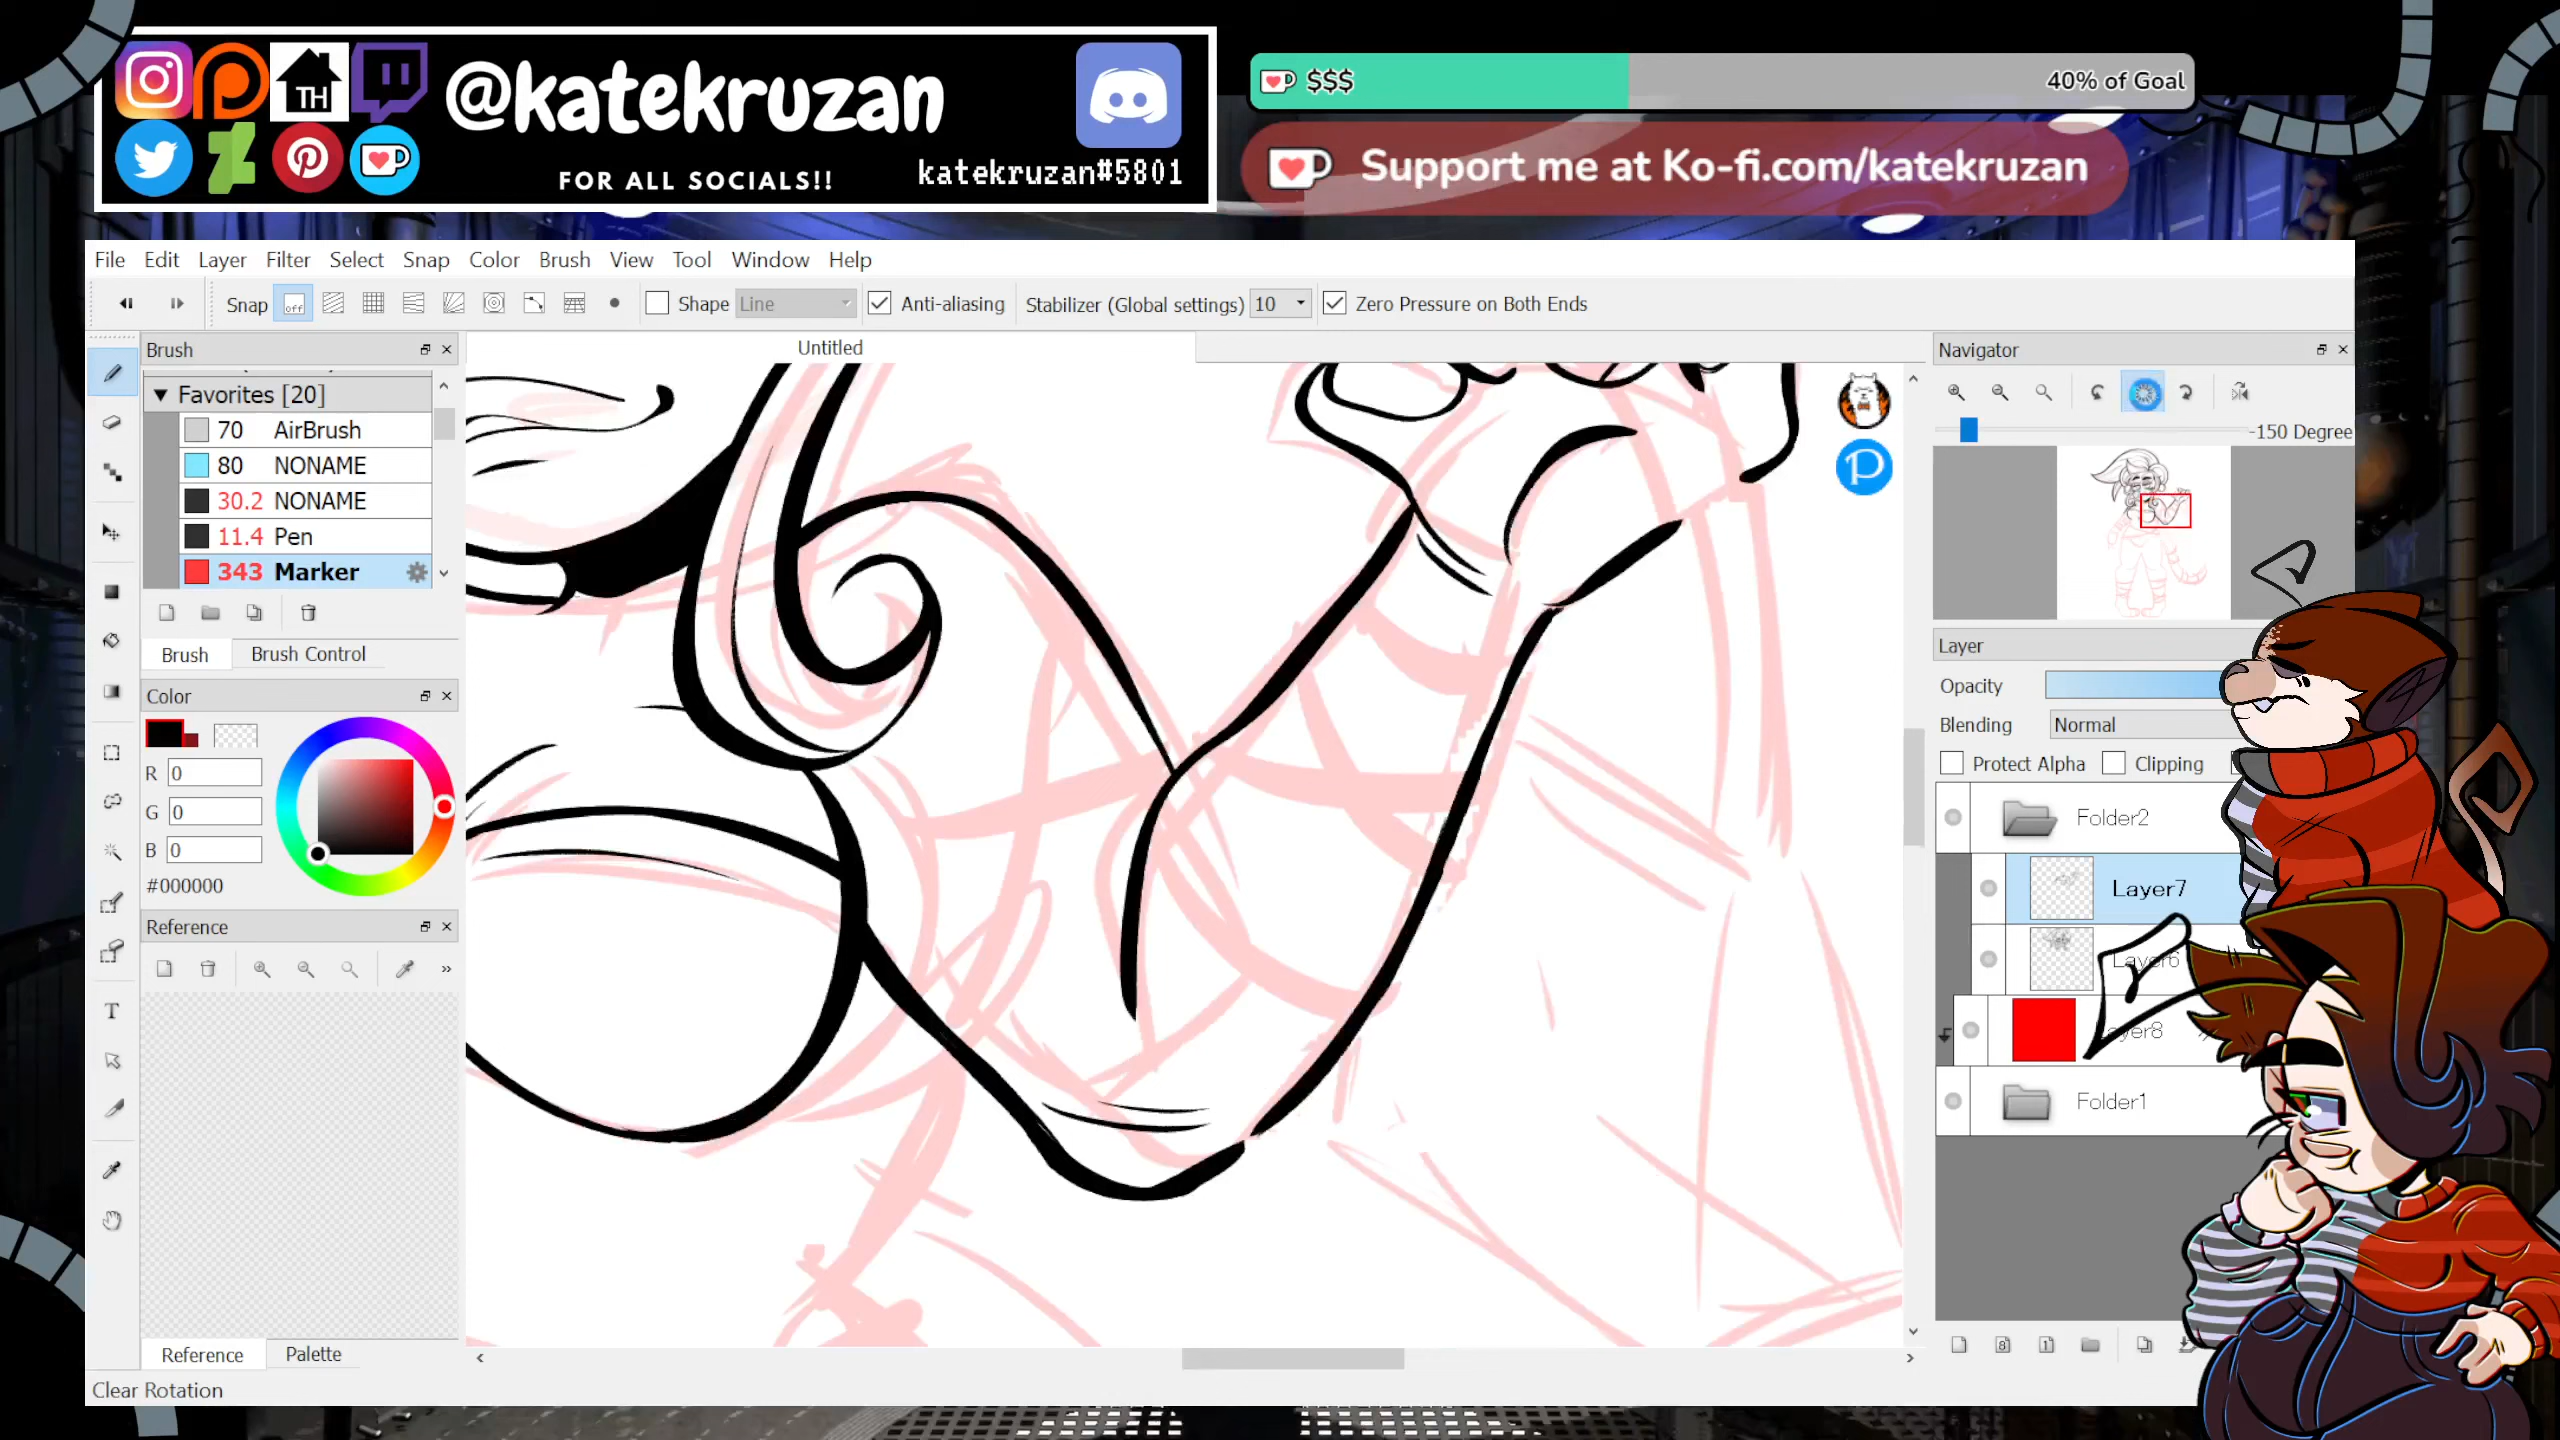 TH
@katekruzan
FOR ALL SOCIALS!!
katekruzan#5801
$$$
40% of Goal
Support me at Ko-fi.com/katekruzan
File Edit Layer Filter Select Snap Color Brush View Tool Window Help
Snap off Shape Line Anti-aliasing Stabilizer (Global settings) 10 Zero Pressure on Both Ends
Brush
Untitled
Navigator
Favorites [20]
70 AirBrush
80 NONAME
30.2 NONAME
11.4 Pen
343 Marker
-150 Degree
P
Brush Brush Control
Layer
Color
Opacity
Blending Normal
R 0
Protect Alpha Clipping
G 0
Folder2
B 0
#000000
Layer7
Reference
Layer6
Layer8
Folder1
8
1
Reference Palette
Clear Rotation